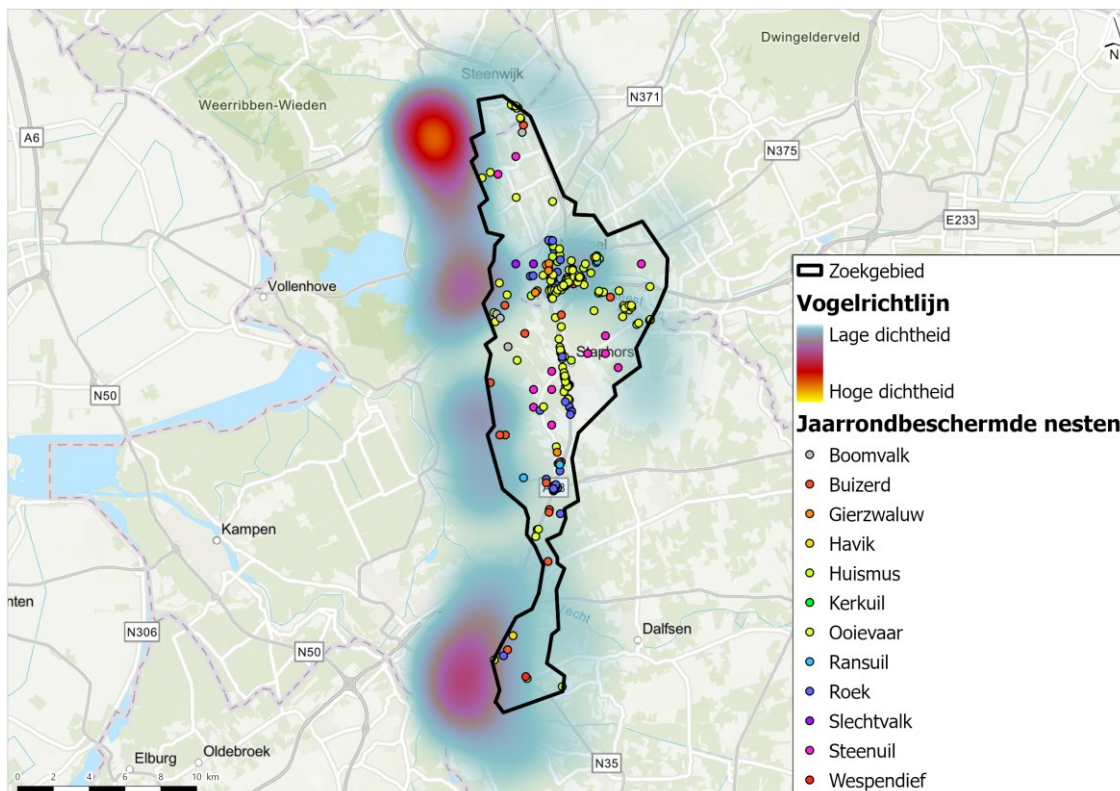 Dwingelderveld
N
Steenwijk
N371
Weerribben-Wieden
A6
N375
E233
Vollenhove
Staphors
N50
Kampen
Dalfsen
N306
N50
Elburg
Oldebroek
N35
0 2 4 6 8 10 km
Zoekgebied
Vogelrichtlijn
Lage dichtheid
Hoge dichtheid
Jaarrondbeschermde nesten
Boomvalk
Buizerd
Gierzwaluw
Havik
Huismus
Kerkuil
Ooievaar
Ransuil
Roek
Slechtvalk
Steenuil
Wespendief